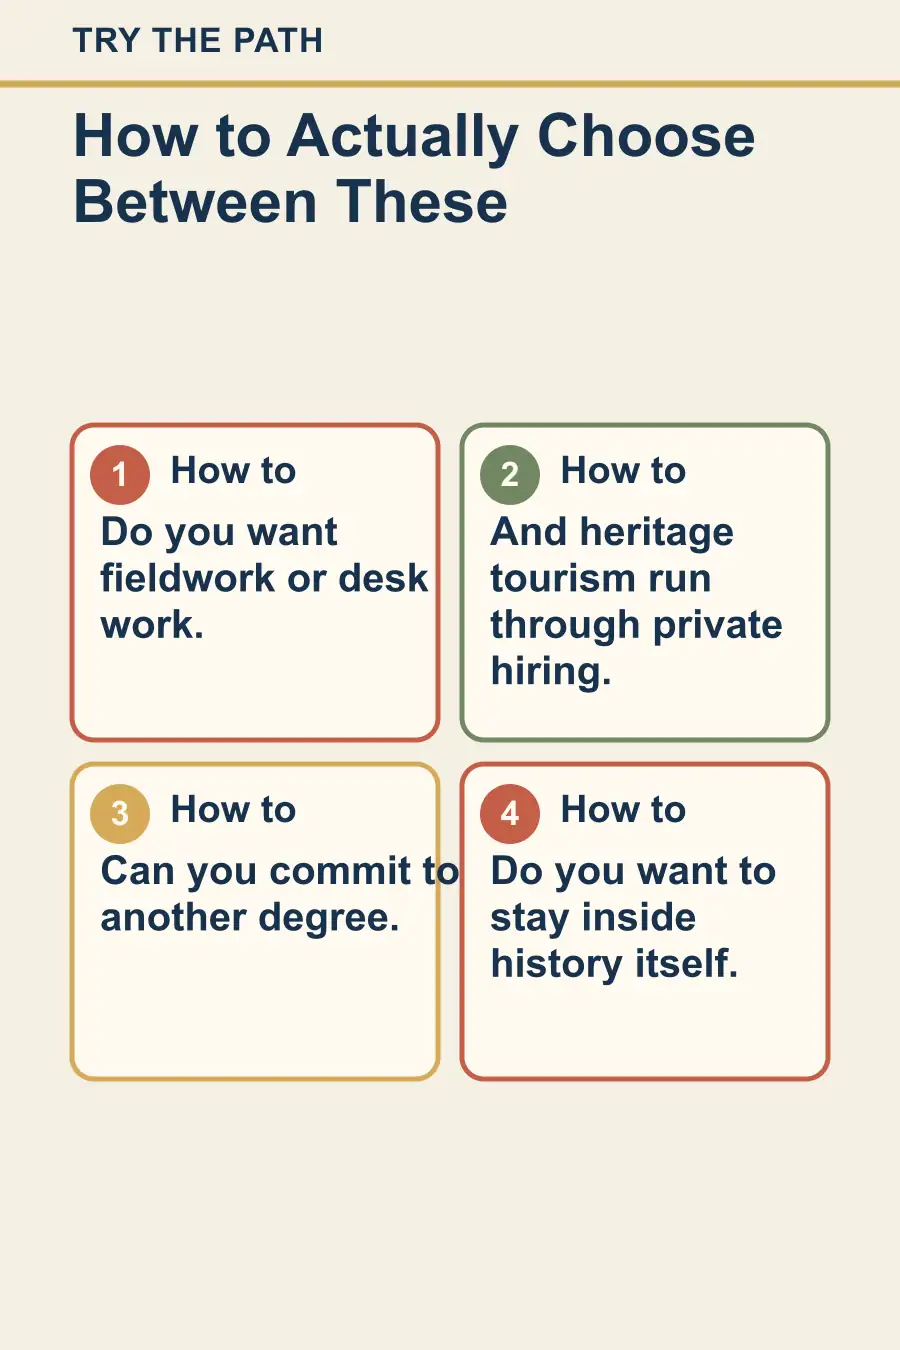 TRY THE PATH
How to Actually Choose
Between These
1 How to
Do you want
fieldwork or desk
work.
2 How to
And heritage
tourism run
through private
hiring.
3 How to
Can you commit to
another degree.
4 How to
Do you want to
stay inside
history itself.